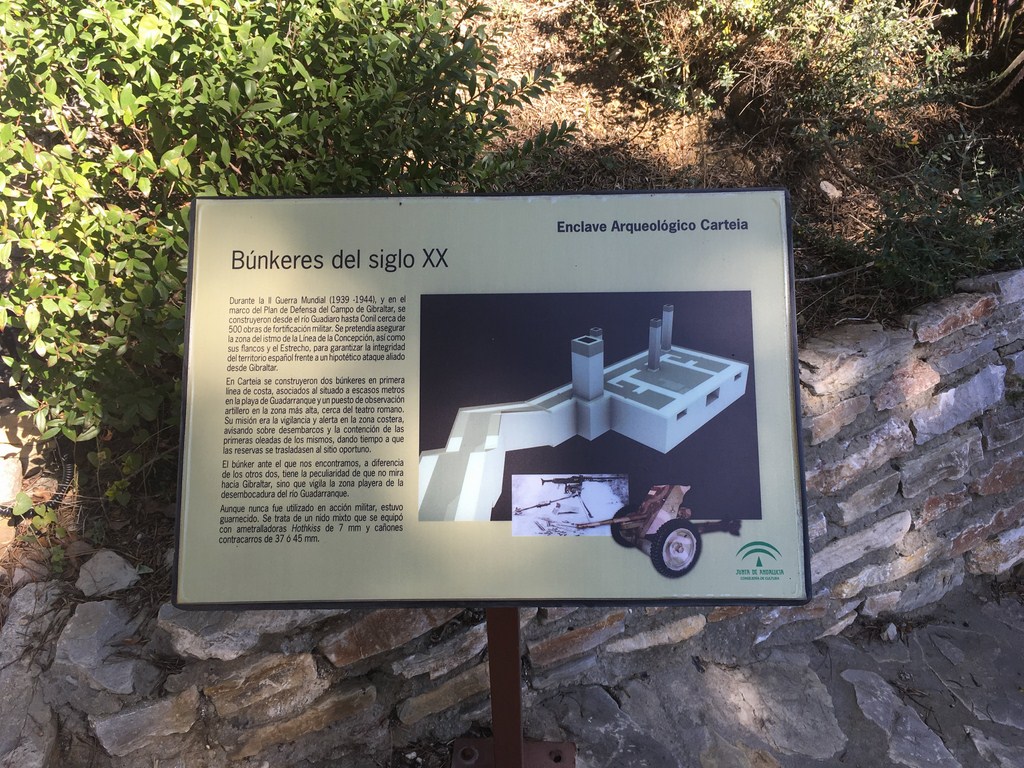 Enclave Arqueológico Carteia
Búnkeres del siglo XX
Durante la II Guerra Mundial (1939 -1944), y en el
marco del Plan de Defensa del Campo de Gibraltar, se
construyeron desde el río Guadiaro hasta Conil cerca de
500 obras de fortificación militar. Se pretendía asegurar
la zona del istmo de la Línea de la Concepción, así como
sus flancos y el Estrecho, para garantizar la integridad
del territorio español frente a un hipotético ataque aliado
desde Gibraltar.
En Carteia se construyeron dos búnkeres en primera
línea de costa, asociados al situado a escasos metros
en la playa de Guadarranque y un puesto de observación
artillero en la zona más alta, cerca del teatro romano.
Su misión era la vigilancia y alerta en la zona costera,
avisando sobre desembarcos y la contención de las
primeras oleadas de los mismos, dando tiempo a que
las reservas se trasladasen al sitio oportuno.
El búnker ante el que nos encontramos, a diferencia
de los otros dos, tiene la peculiaridad de que no mira
hacia Gibraltar, sino que vigila la zona playera de la
desembocadura del río Guadarranque.
Aunque nunca fue utilizado en acción militar, estuvo
guarnecido. Se trata de un nido mixto que se equipó
con ametralladoras Hothkiss de 7 mm y cañones
contracarros de 37 ó 45 mm.
JUNTA DE ANDALUCIA
CONSEJERÍA DE CULTURA